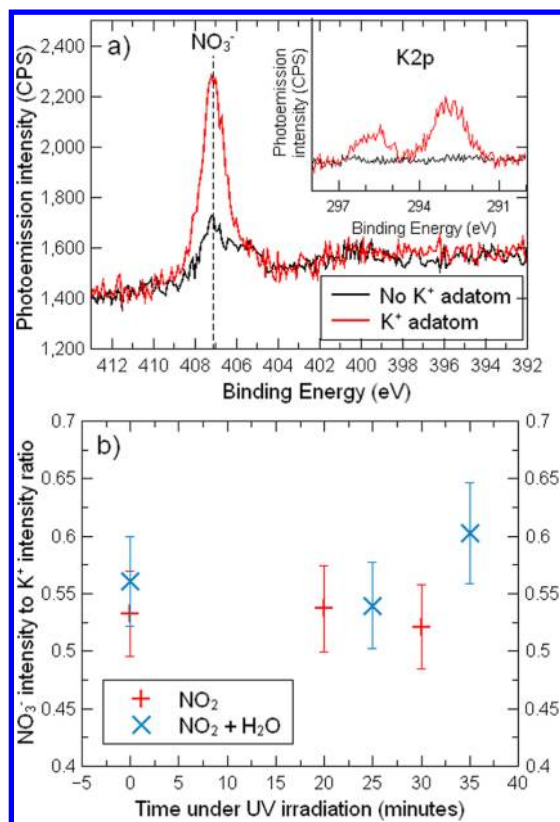 a)
NO₃⁻
K2p
Photoemission intensity (CPS)
2,400
2,200
2,000
1,800
1,600
1,400
1,200
Photoemission
intensity (CPS)
297 294 291
Binding Energy (eV)
No K⁺ adatom
K⁺ adatom
412 410 408 406 404 402 400 398 396 394 392
Binding Energy (eV)
b)
NO₃⁻ intensity to K⁺ intensity ratio
0.7 0.7
0.65 0.65
0.6 0.6
0.55 0.55
0.5 0.5
0.45 0.45
0.4 0.4
NO₂
NO₂ + H₂O
-5 0 5 10 15 20 25 30 35 40
Time under UV irradiation (minutes)